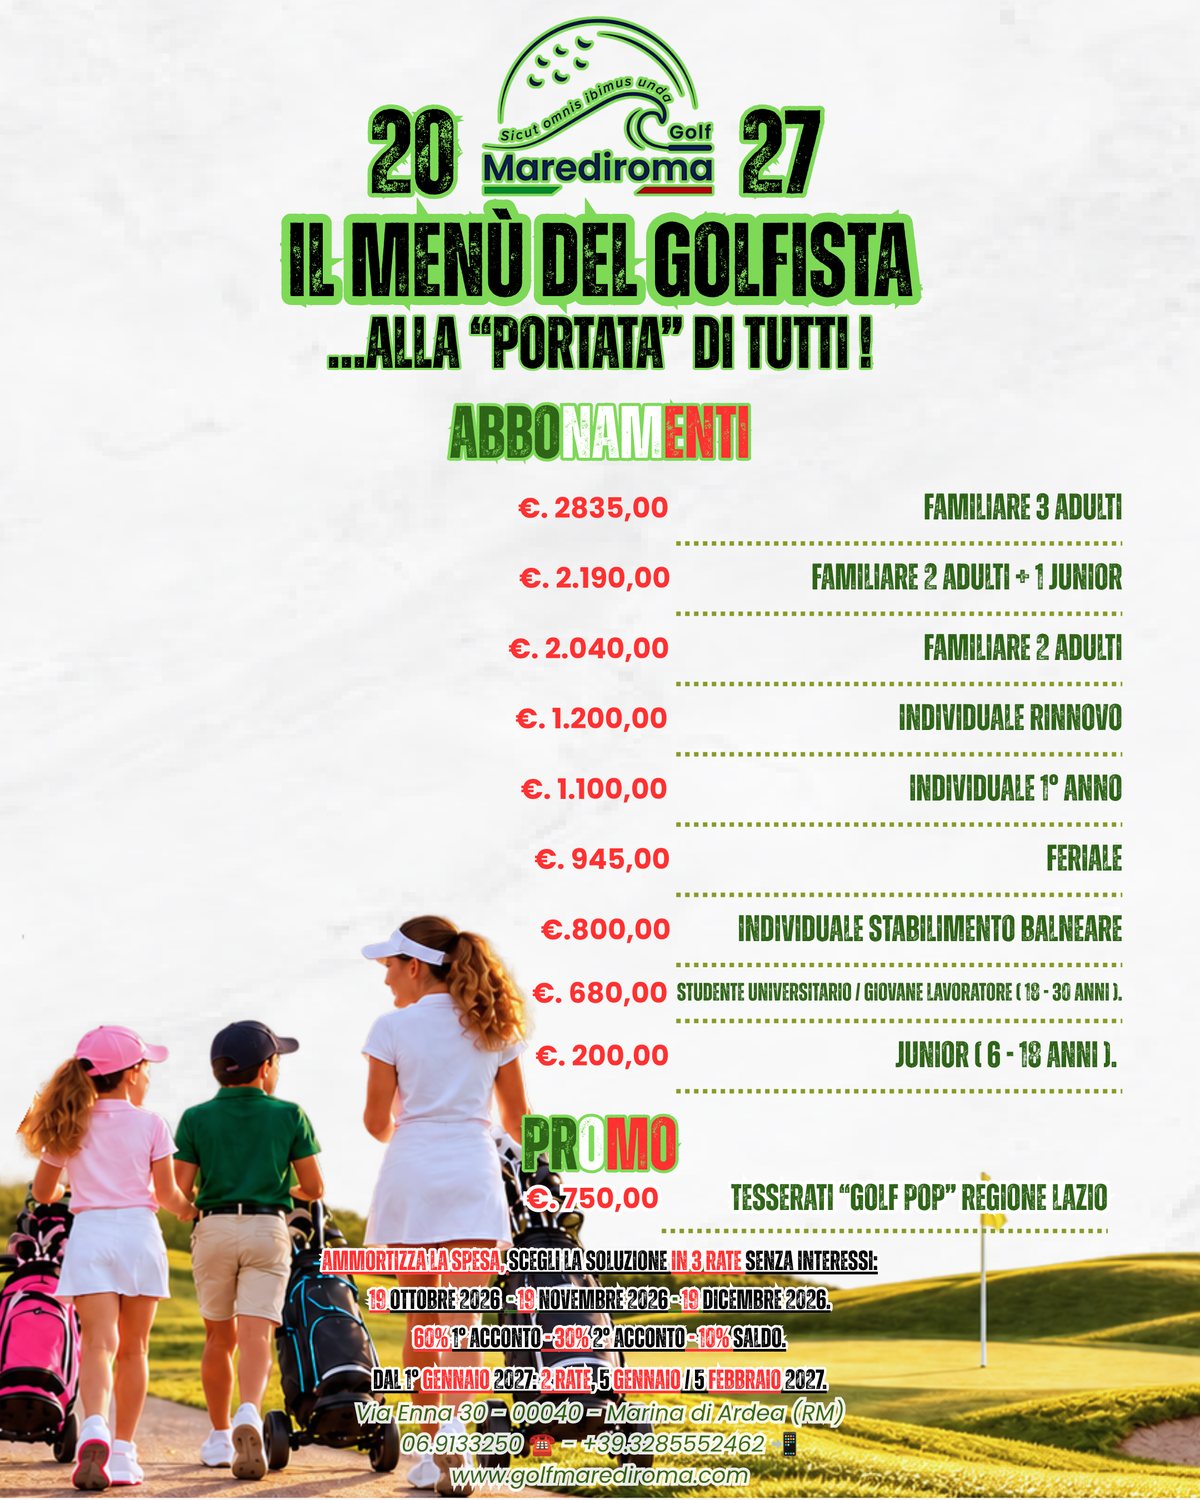 Sicut omnis ibimus unda
20 27
Golf
Marediroma
IL MENÙ DEL GOLFISTA
...ALLA “PORTATA” DI TUTTI !
ABBONAMENTI
€. 2835,00 FAMILIARE 3 ADULTI
€. 2.190,00 FAMILIARE 2 ADULTI + 1 JUNIOR
€. 2.040,00 FAMILIARE 2 ADULTI
€. 1.200,00 INDIVIDUALE RINNOVO
€. 1.100,00 INDIVIDUALE 1° ANNO
€. 945,00 FERIALE
€.800,00 INDIVIDUALE STABILIMENTO BALNEARE
€. 680,00 STUDENTE UNIVERSITARIO / GIOVANE LAVORATORE ( 18 - 30 ANNI ).
€. 200,00 JUNIOR ( 6 - 18 ANNI ).
PROMO
€. 750,00 TESSERATI “GOLF POP” REGIONE LAZIO
AMMORTIZZA LA SPESA, SCEGLI LA SOLUZIONE IN 3 RATE SENZA INTERESSI:
19 OTTOBRE 2026 - 19 NOVEMBRE 2026 - 19 DICEMBRE 2026.
60% 1° ACCONTO - 30% 2° ACCONTO - 10% SALDO.
DAL 1° GENNAIO 2027: 2 RATE, 5 GENNAIO / 5 FEBBRAIO 2027.
Via Enna 30 - 00040 - Marina di Ardea (RM)
06.9133250 ☎️ - +39.3285552462 📲
www.golfmarediroma.com